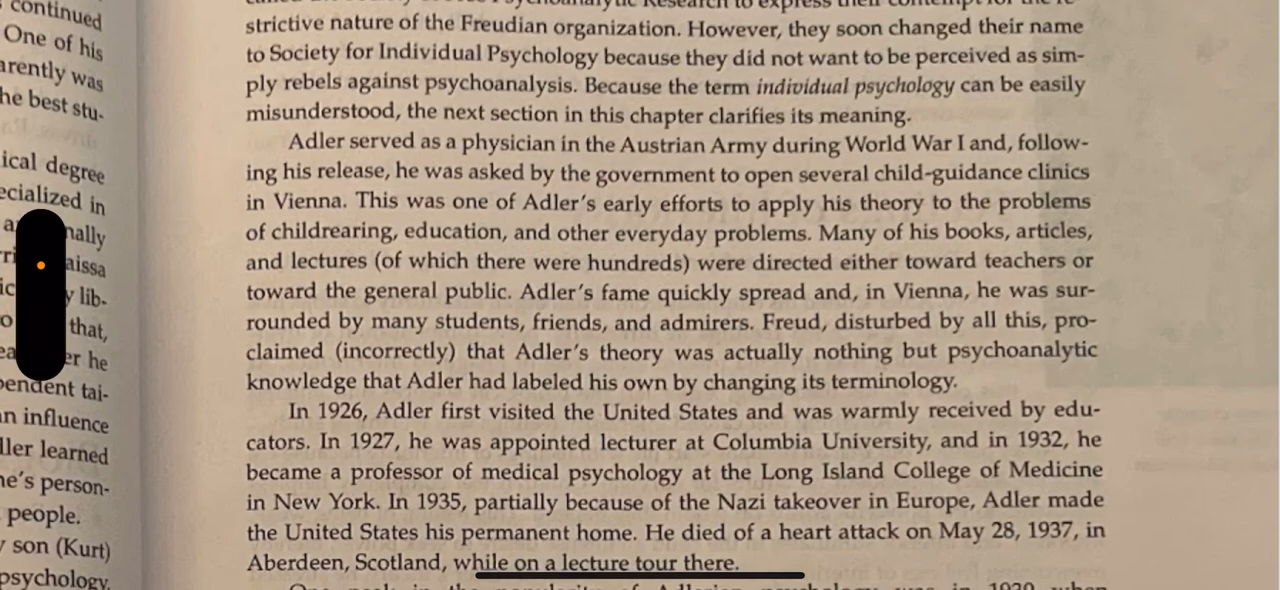 continued
One of his
arently was
he best stu-
ical degree
ecialized in
nally
aissa
y lib-
that,
er he
pendent tai-
n influence
ller learned
ne's person-
people.
son (Kurt)
psychology.
strictive nature of the Freudian organization. However, they soon changed their name
to Society for Individual Psychology because they did not want to be perceived as sim-
ply rebels against psychoanalysis. Because the term individual psychology can be easily
misunderstood, the next section in this chapter clarifies its meaning.
Adler served as a physician in the Austrian Army during World War I and, follow-
ing his release, he was asked by the government to open several child-guidance clinics
in Vienna. This was one of Adler's early efforts to apply his theory to the problems
of childrearing, education, and other everyday problems. Many of his books, articles,
and lectures (of which there were hundreds) were directed either toward teachers or
toward the general public. Adler's fame quickly spread and, in Vienna, he was sur-
rounded by many students, friends, and admirers. Freud, disturbed by all this, pro-
claimed (incorrectly) that Adler's theory was actually nothing but psychoanalytic
knowledge that Adler had labeled his own by changing its terminology.
In 1926, Adler first visited the United States and was warmly received by edu-
cators. In 1927, he was appointed lecturer at Columbia University, and in 1932, he
became a professor of medical psychology at the Long Island College of Medicine
in New York. In 1935, partially because of the Nazi takeover in Europe, Adler made
the United States his permanent home. He died of a heart attack on May 28, 1937, in
Aberdeen, Scotland, while on a lecture tour there.